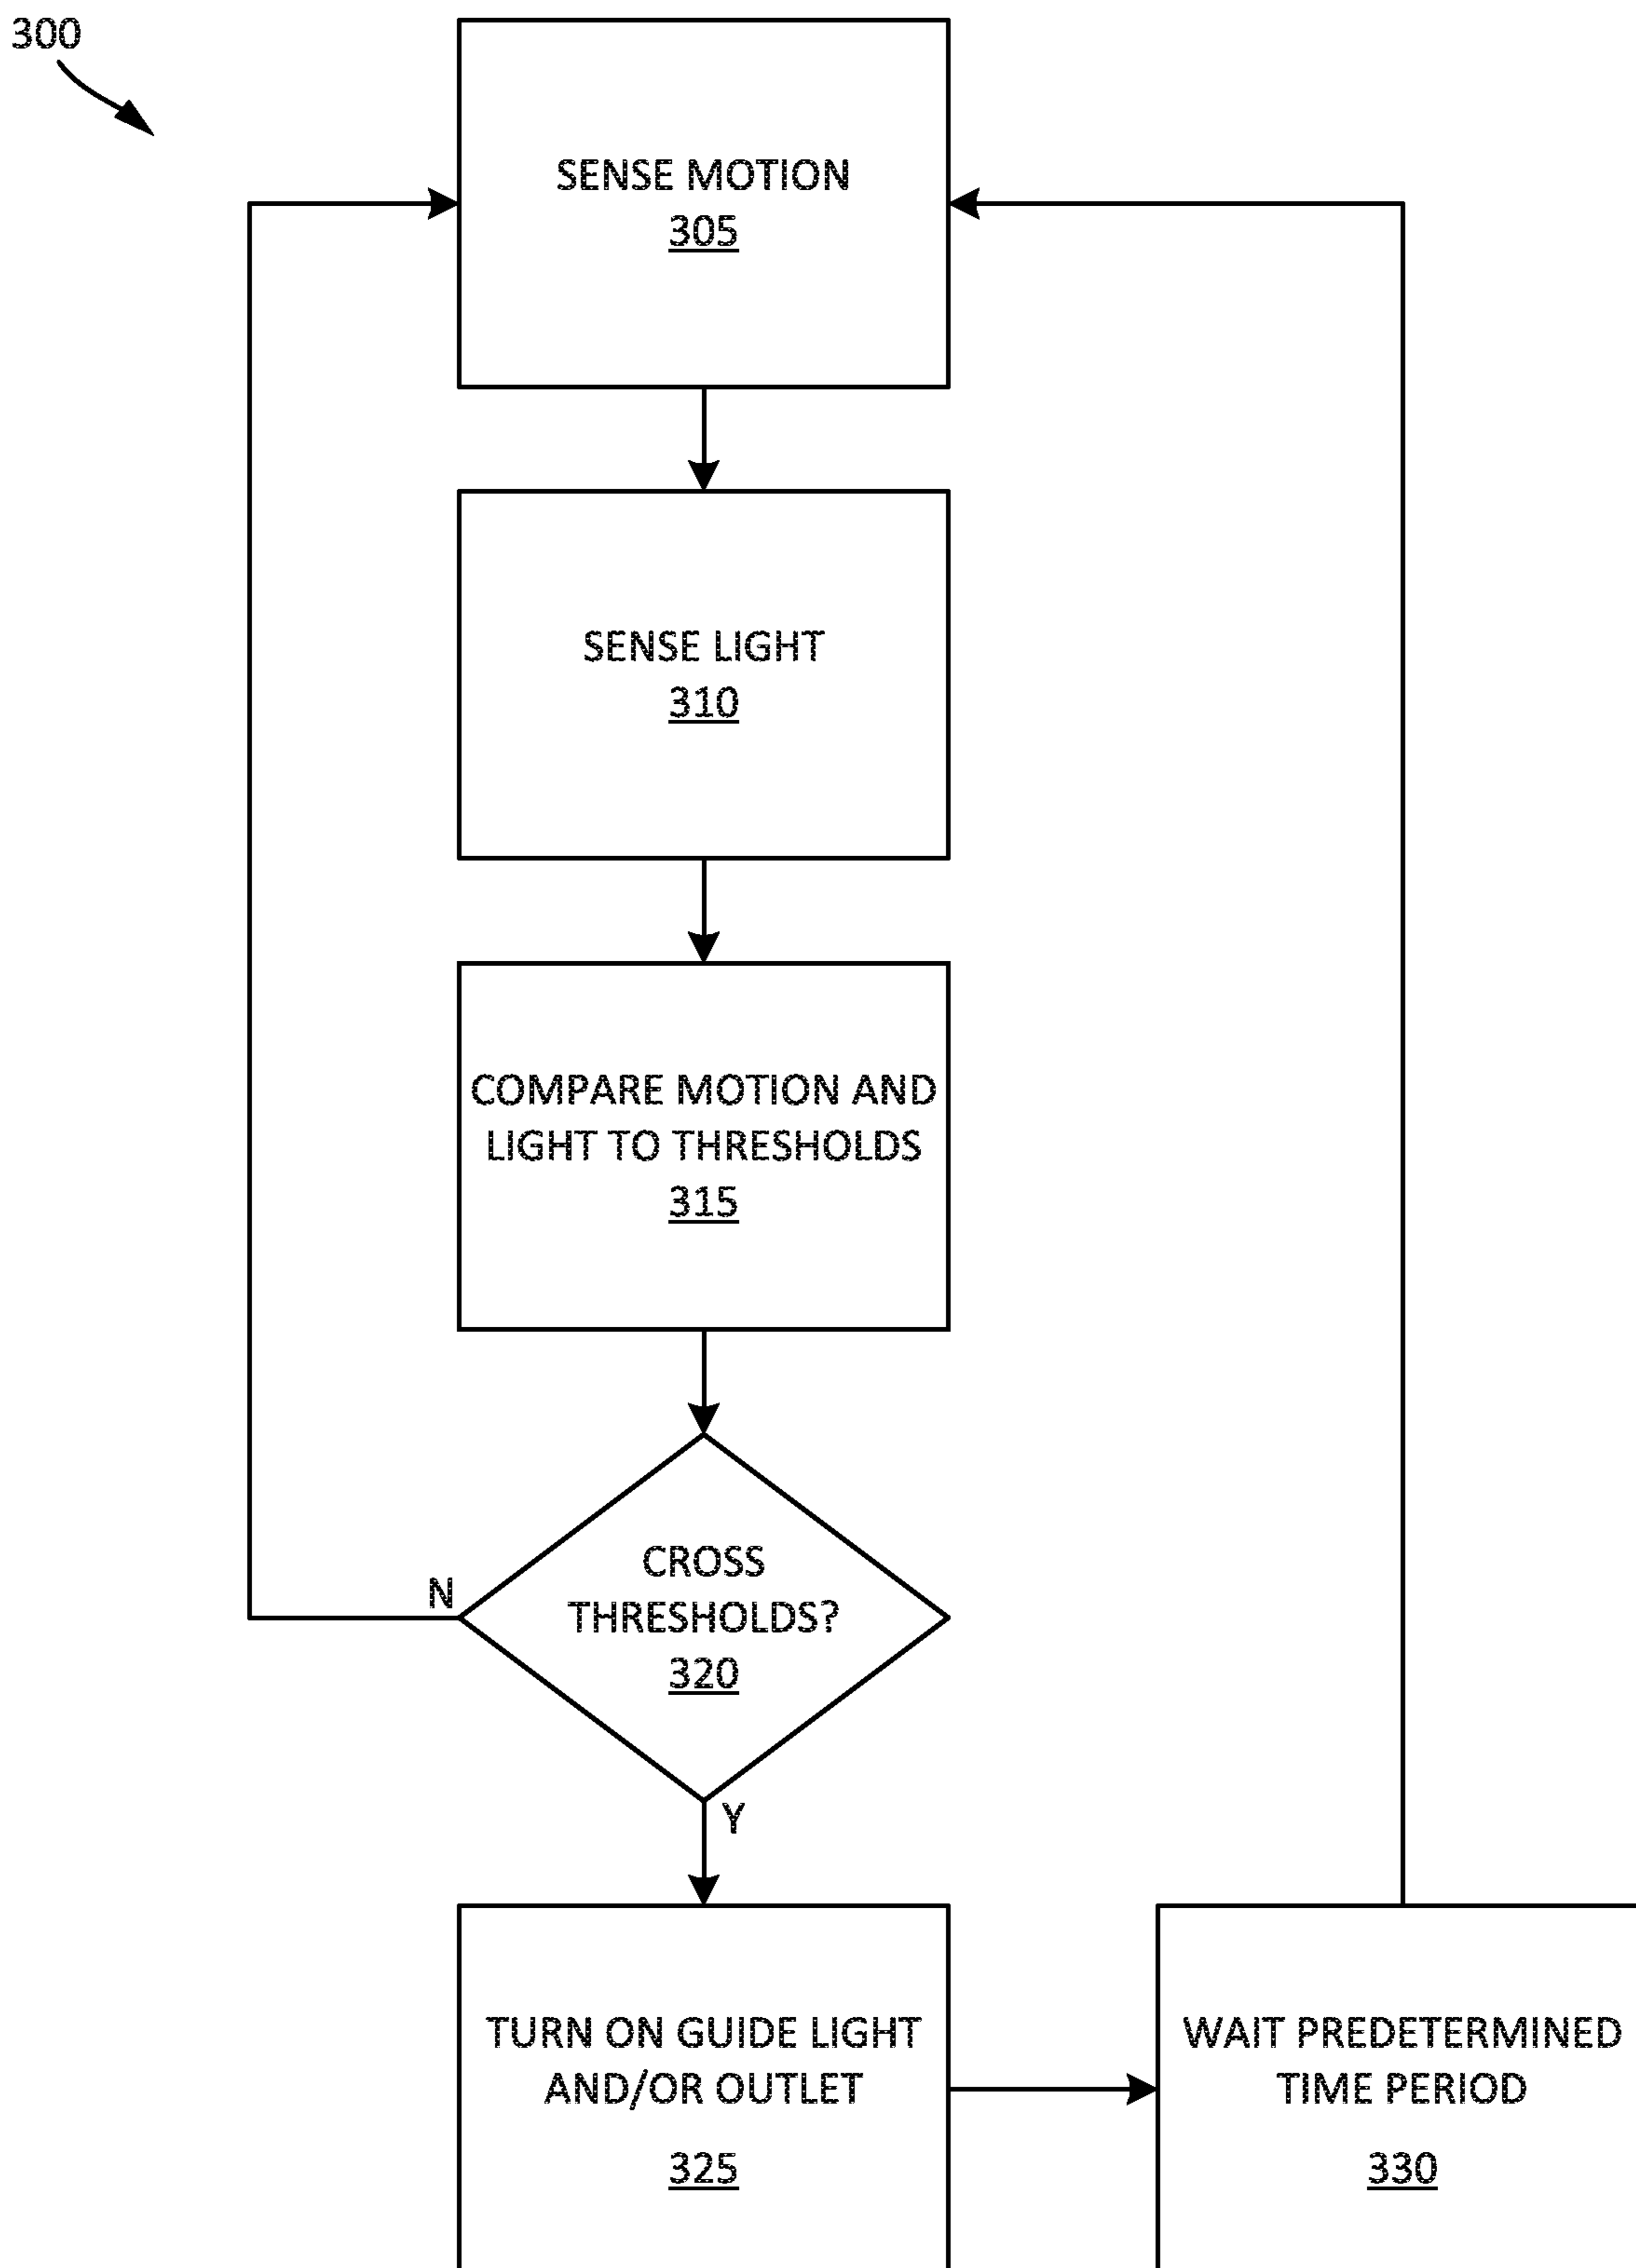 300
SENSE MOTION
305
SENSE LIGHT
310
COMPARE MOTION AND
LIGHT TO THRESHOLDS
315
CROSS
THRESHOLDS?
320
N
Y
TURN ON GUIDE LIGHT
AND/OR OUTLET
325
WAIT PREDETERMINED
TIME PERIOD
330